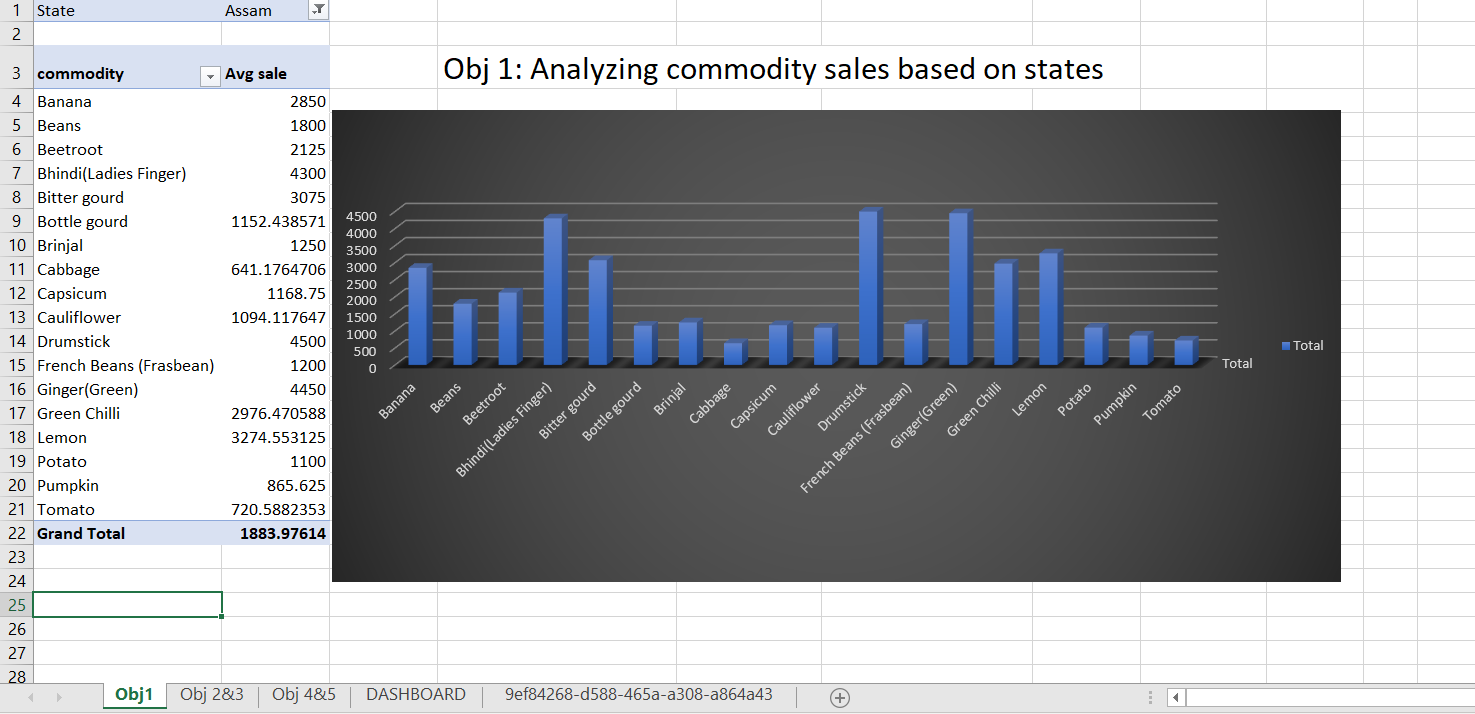 1 State Assam
2
3 commodity Avg sale
Obj 1: Analyzing commodity sales based on states
4 Banana 2850
5 Beans 1800
6 Beetroot 2125
7 Bhindi(Ladies Finger) 4300
8 Bitter gourd 3075
9 Bottle gourd 1152.438571
10 Brinjal 1250
11 Cabbage 641.1764706
12 Capsicum 1168.75
13 Cauliflower 1094.117647
14 Drumstick 4500
15 French Beans (Frasbean) 1200
16 Ginger(Green) 4450
17 Green Chilli 2976.470588
18 Lemon 3274.553125
19 Potato 1100
20 Pumpkin 865.625
21 Tomato 720.5882353
22 Grand Total 1883.97614
23
24
25
26
27
28
4500
4000
3500
3000
2500
2000
1500
1000
500
0
Banana
Beans
Beetroot
Bhindi(Ladies Finger)
Bitter gourd
Bottle gourd
Brinjal
Cabbage
Capsicum
Cauliflower
Drumstick
French Beans (Frasbean)
Ginger(Green)
Green Chilli
Lemon
Potato
Pumpkin
Tomato
Total
Total
Obj1 Obj 2&3 Obj 4&5 DASHBOARD 9ef84268-d588-465a-a308-a864a43